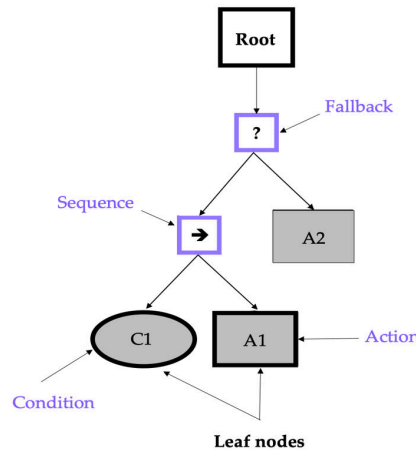 Root
Fallback
?
Sequence
➔
A2
C1
A1
Action
Condition
Leaf nodes